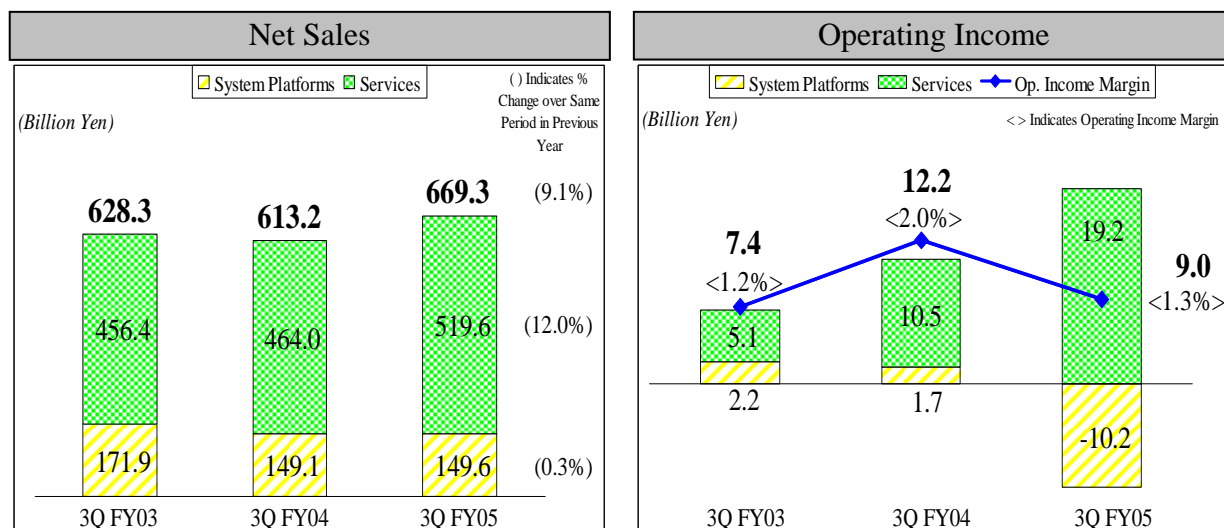 Net Sales
System Platforms Services
( ) Indicates %
Change over Same
Period in Previous
Year
(Billion Yen)
628.3
613.2
669.3
(9.1%)
456.4
464.0
519.6
(12.0%)
171.9
149.1
149.6
(0.3%)
3Q FY03
3Q FY04
3Q FY05
Operating Income
System Platforms Services Op. Income Margin
(Billion Yen)
< > Indicates Operating Income Margin
7.4
<1.2%>
12.2
<2.0%>
9.0
<1.3%>
5.1
10.5
19.2
2.2
1.7
-10.2
3Q FY03
3Q FY04
3Q FY05